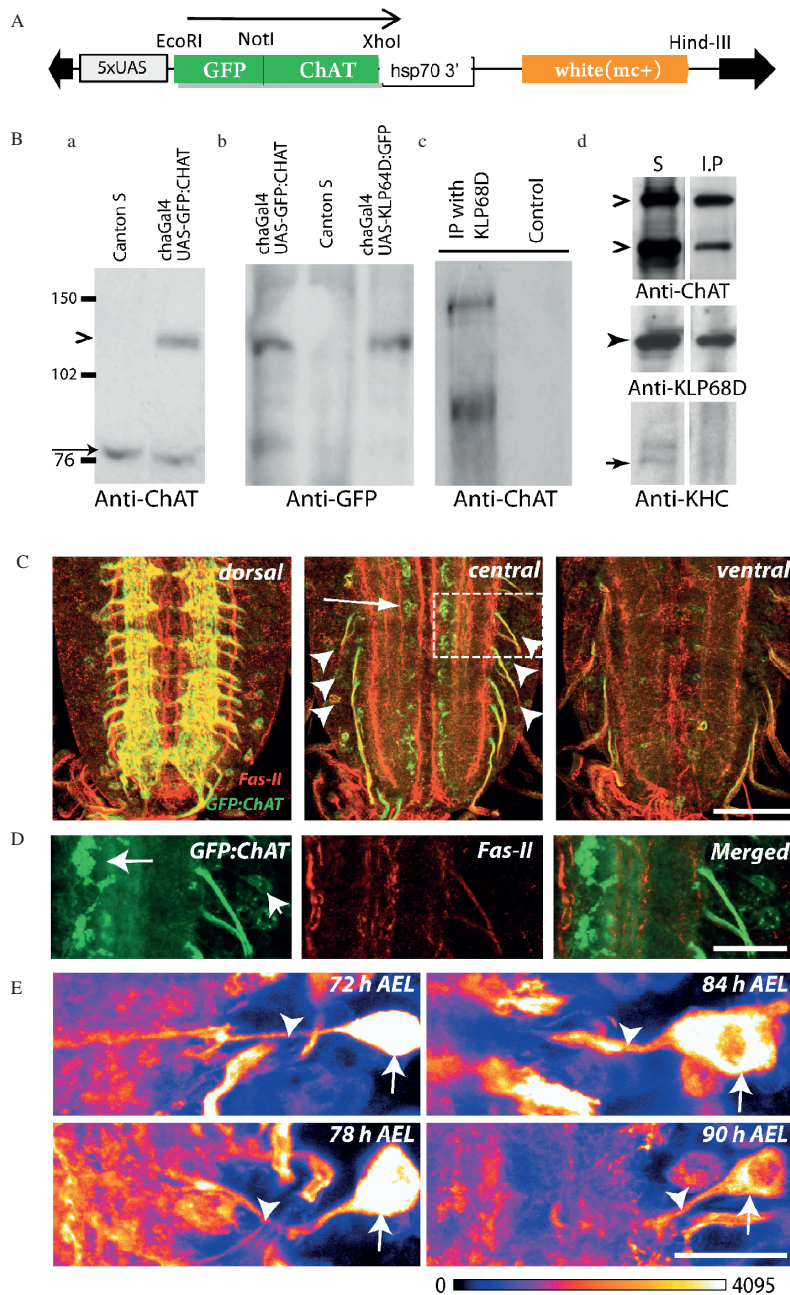 A
EcoRI
NotI
XhoI
Hind-III
5xUAS
GFP
ChAT
hsp70 3'
white(mc+)
B
a
b
c
d
Canton S
chaGal4
UAS-GFP:CHAT
chaGal4
UAS-GFP:CHAT
Canton S
chaGal4
UAS-KLP64D:GFP
IP with
KLP68D
Control
S
I.P
150
102
76
Anti-ChAT
Anti-GFP
Anti-ChAT
Anti-ChAT
Anti-KLP68D
Anti-KHC
C
dorsal
Fas-II
GFP:ChAT
central
ventral
D
GFP:ChAT
Fas-II
Merged
E
72 h AEL
84 h AEL
78 h AEL
90 h AEL
0
4095